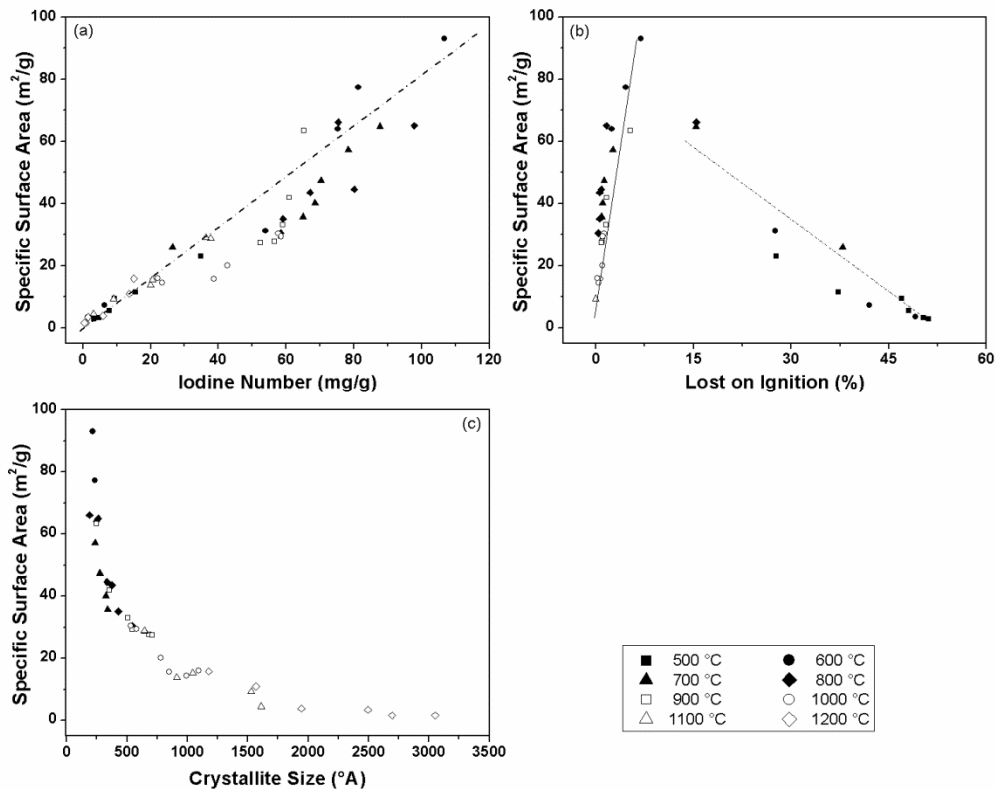 (a)
Specific Surface Area (m²/g)
100
80
60
40
20
0
0 20 40 60 80 100 120
Iodine Number (mg/g)
(b)
Specific Surface Area (m²/g)
100
80
60
40
20
0
0 15 30 45 60
Lost on Ignition (%)
(c)
Specific Surface Area (m²/g)
100
80
60
40
20
0
0 500 1000 1500 2000 2500 3000 3500
Crystallite Size (°A)
500 °C 600 °C
700 °C 800 °C
900 °C 1000 °C
1100 °C 1200 °C